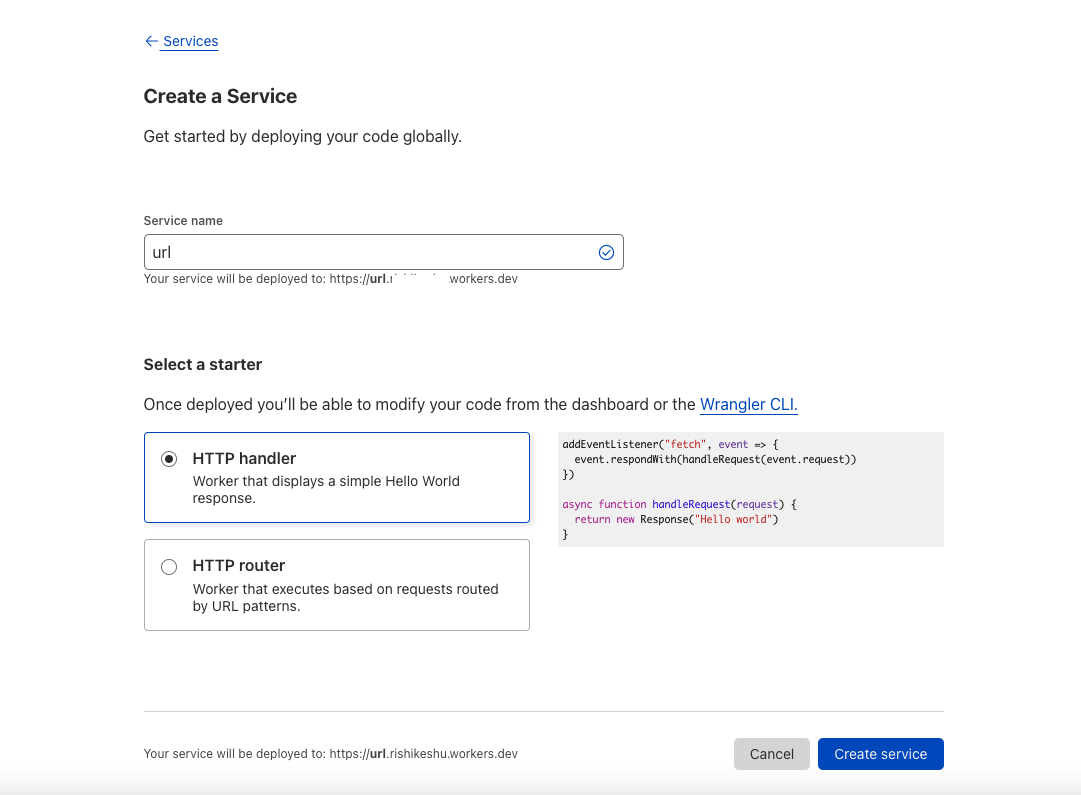 ← Services
Create a Service
Get started by deploying your code globally.
Service name
url
Your service will be deployed to: https://url. .workers.dev
Select a starter
Once deployed you’ll be able to modify your code from the dashboard or the Wrangler CLI.
HTTP handler
Worker that displays a simple Hello World
response.
addEventListener("fetch", event => {
  event.respondWith(handleRequest(event.request))
})
async function handleRequest(request) {
  return new Response("Hello world")
}
HTTP router
Worker that executes based on requests routed
by URL patterns.
Your service will be deployed to: https://url.rishikeshu.workers.dev
Cancel
Create service